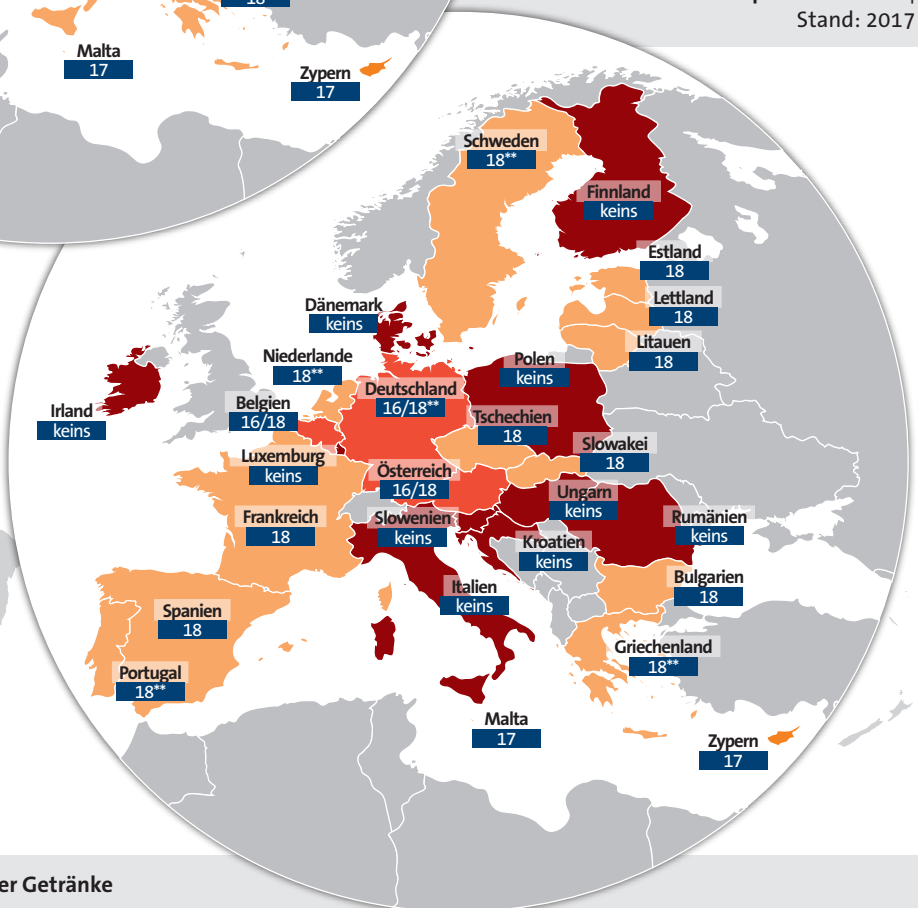 18
Malta
17
Zypern
17
Stand: 2017
Schweden
18**
Finnland
keins
Estland
18
Lettland
18
Litauen
18
Dänemark
keins
Niederlande
18**
Belgien
16/18
Irland
keins
Deutschland
16/18**
Polen
keins
Tschechien
18
Slowakei
18
Luxemburg
keins
Österreich
16/18
Ungarn
keins
Frankreich
18
Slowenien
keins
Kroatien
keins
Rumänien
keins
Italien
keins
Bulgarien
18
Spanien
18
Griechenland
18**
Portugal
18**
Malta
17
Zypern
17
er Getränke